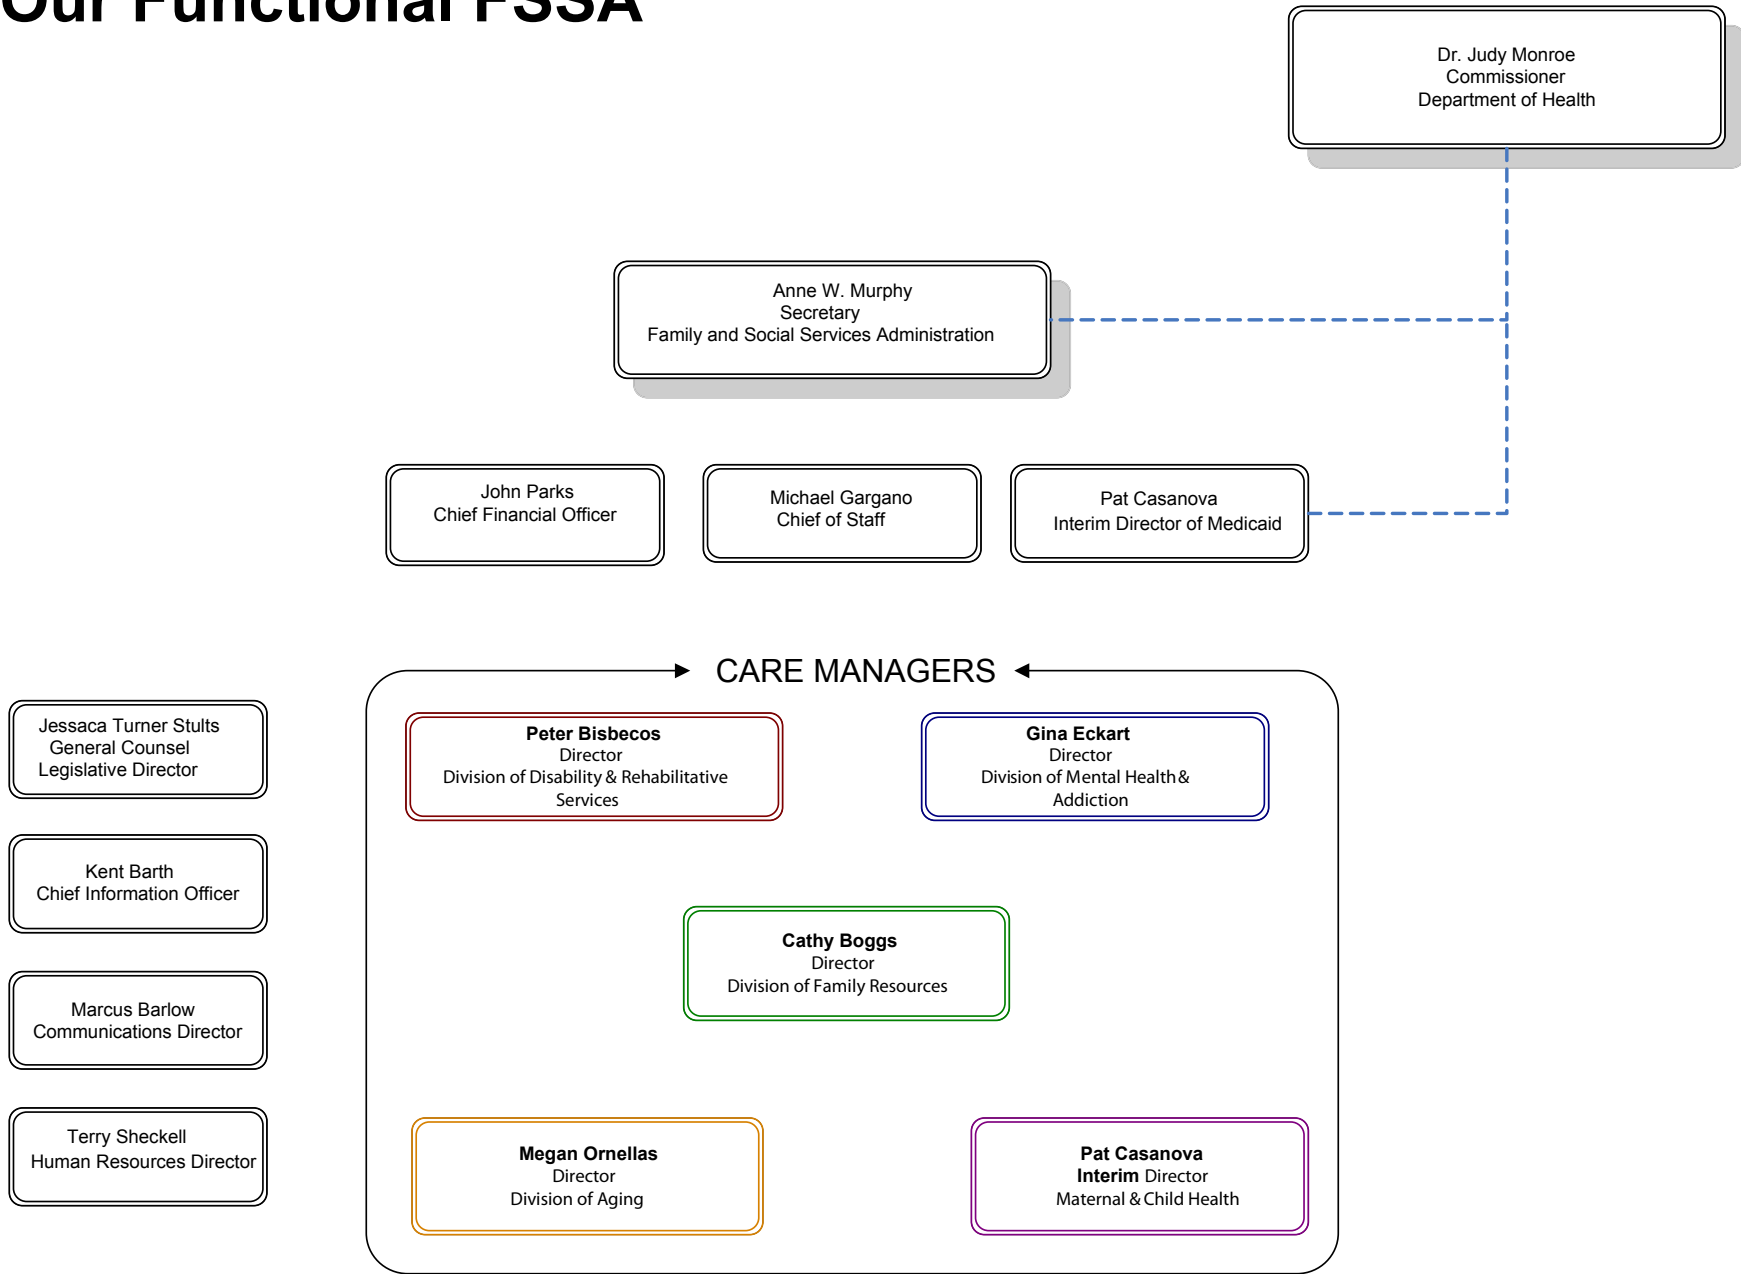 Our Functional FSSA
Dr. Judy Monroe
Commissioner
Department of Health
Anne W. Murphy
Secretary
Family and Social Services Administration
John Parks
Chief Financial Officer
Michael Gargano
Chief of Staff
Pat Casanova
Interim Director of Medicaid
CARE MANAGERS
Jessaca Turner Stults
General Counsel
Legislative Director
Kent Barth
Chief Information Officer
Marcus Barlow
Communications Director
Terry Sheckell
Human Resources Director
Peter Bisbecos
Director
Division of Disability & Rehabilitative
Services
Gina Eckart
Director
Division of Mental Health &
Addiction
Cathy Boggs
Director
Division of Family Resources
Megan Ornellas
Director
Division of Aging
Pat Casanova
Interim Director
Maternal & Child Health